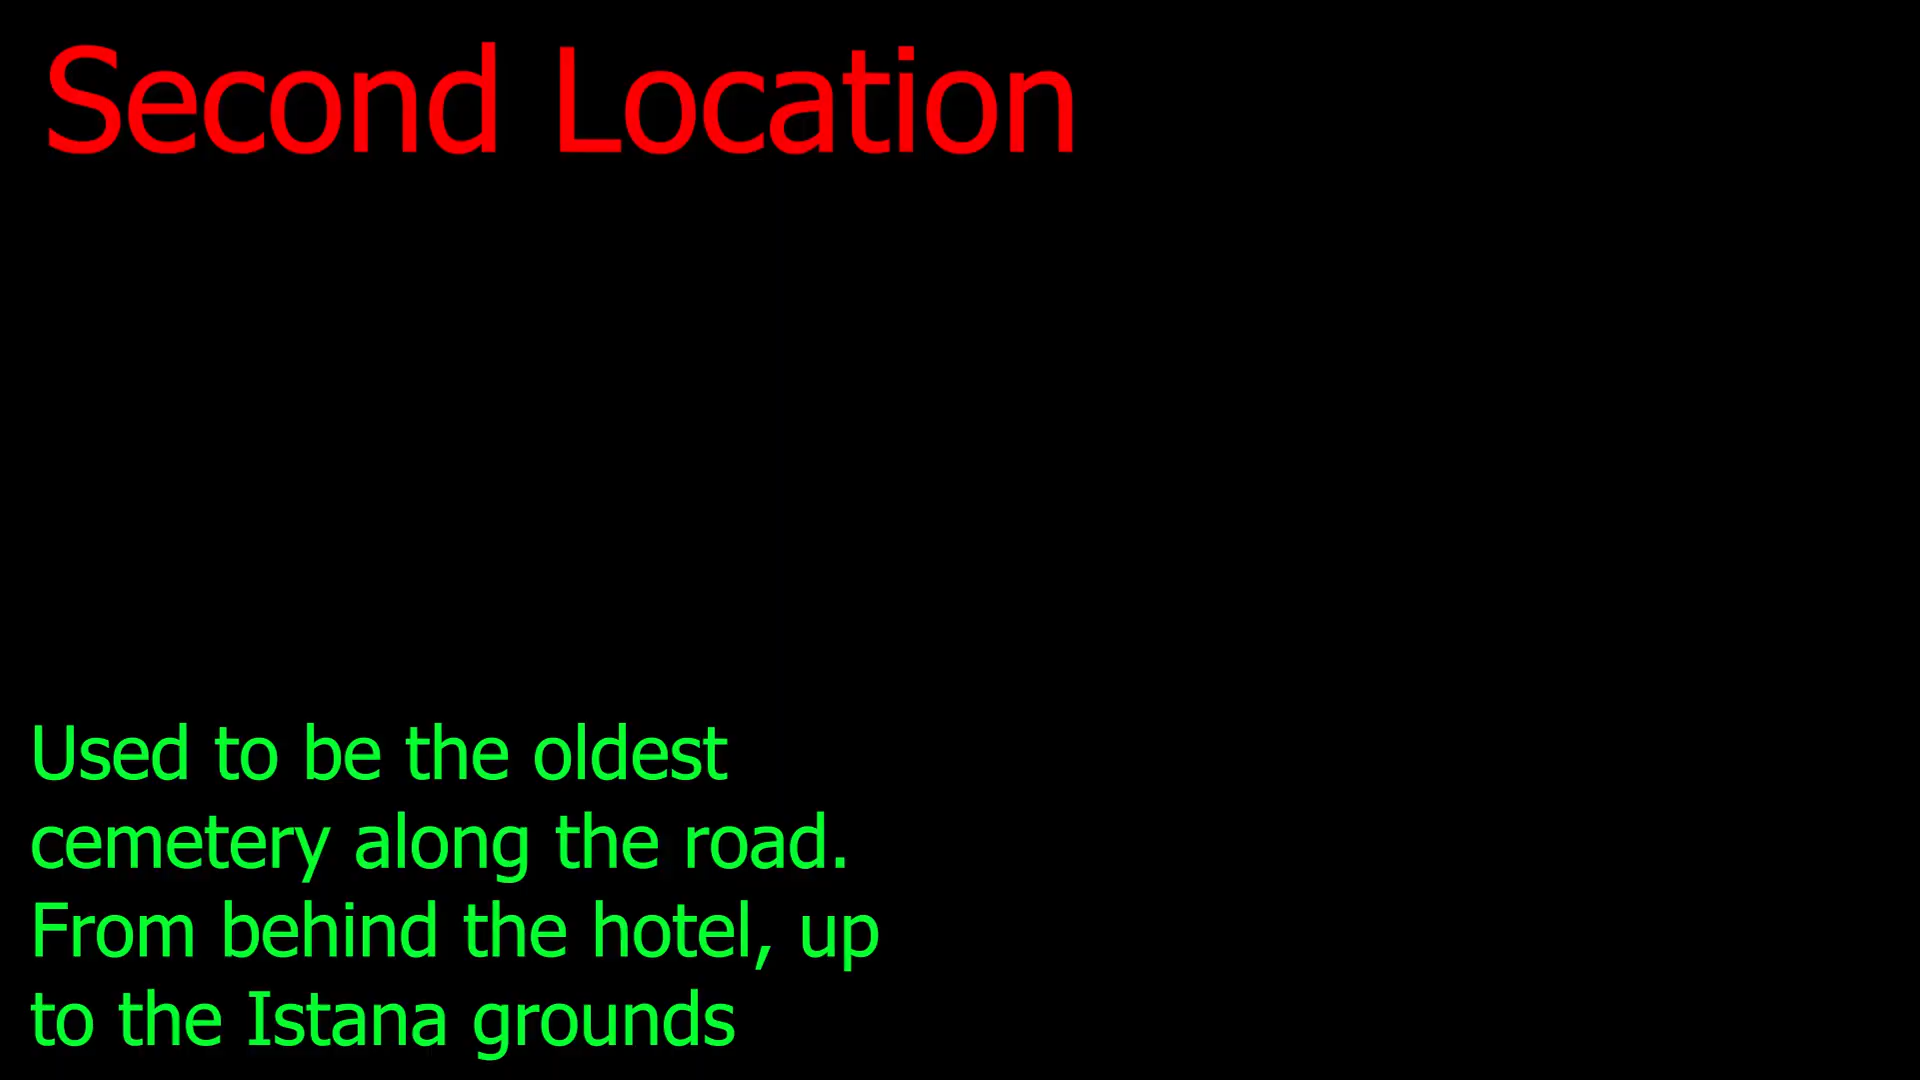 Second Location
Used to be the oldest
cemetery along the road.
From behind the hotel, up
to the Istana grounds